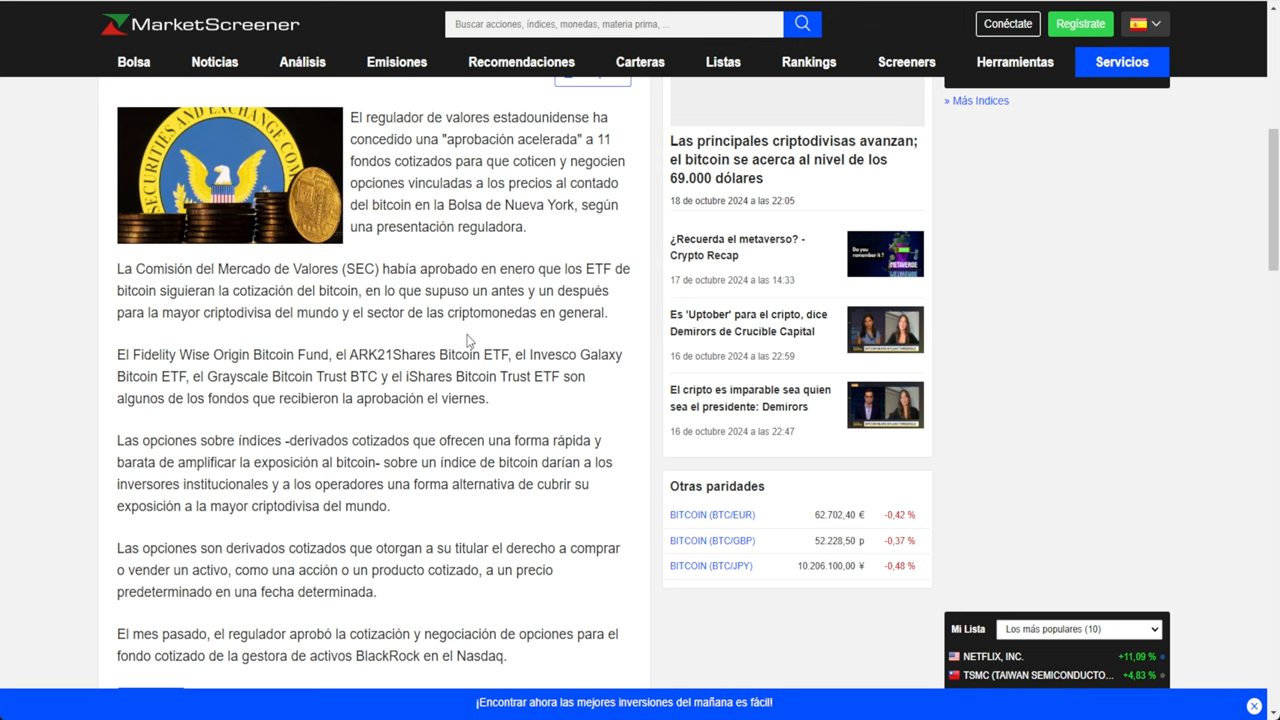 MarketScreener
Buscar acciones, índices, monedas, materia prima, ...
Conéctate
Regístrate
Bolsa
Noticias
Análisis
Emisiones
Recomendaciones
Carteras
Listas
Rankings
Screeners
Herramientas
Servicios
SECURITIES AND EXCHANGE COM
El regulador de valores estadounidense ha
concedido una "aprobación acelerada" a 11
fondos cotizados para que coticen y negocien
opciones vinculadas a los precios al contado
del bitcoin en la Bolsa de Nueva York, según
una presentación reguladora.
La Comisión del Mercado de Valores (SEC) había aprobado en enero que los ETF de
bitcoin siguieran la cotización del bitcoin, en lo que supuso un antes y un después
para la mayor criptodivisa del mundo y el sector de las criptomonedas en general.
El Fidelity Wise Origin Bitcoin Fund, el ARK21Shares Bitcoin ETF, el Invesco Galaxy
Bitcoin ETF, el Grayscale Bitcoin Trust BTC y el iShares Bitcoin Trust ETF son
algunos de los fondos que recibieron la aprobación el viernes.
Las opciones sobre índices -derivados cotizados que ofrecen una forma rápida y
barata de amplificar la exposición al bitcoin- sobre un índice de bitcoin darían a los
inversores institucionales y a los operadores una forma alternativa de cubrir su
exposición a la mayor criptodivisa del mundo.
Las opciones son derivados cotizados que otorgan a su titular el derecho a comprar
o vender un activo, como una acción o un producto cotizado, a un precio
predeterminado en una fecha determinada.
El mes pasado, el regulador aprobó la cotización y negociación de opciones para el
fondo cotizado de la gestora de activos BlackRock en el Nasdaq.
Las principales criptodivisas avanzan;
el bitcoin se acerca al nivel de los
69.000 dólares
18 de octubre 2024 a las 22:05
¿Recuerda el metaverso? -
Crypto Recap
17 de octubre 2024 a las 14:33
Do you
remember it ?
METAVERSE
Es 'Uptober' para el cripto, dice
Demirors de Crucible Capital
16 de octubre 2024 a las 22:59
El cripto es imparable sea quien
sea el presidente: Demirors
16 de octubre 2024 a las 22:47
Otras paridades
BITCOIN (BTC/EUR) 62.702,40 € -0,42 %
BITCOIN (BTC/GBP) 52.228,50 p -0,37 %
BITCOIN (BTC/JPY) 10.206.100,00 ¥ -0,48 %
» Más Indices
Mi Lista
Los más populares (10)
NETFLIX, INC. +11,09 %
TSMC (TAIWAN SEMICONDUCTO... +4,83 %
¡Encontrar ahora las mejores inversiones del mañana es fácil!